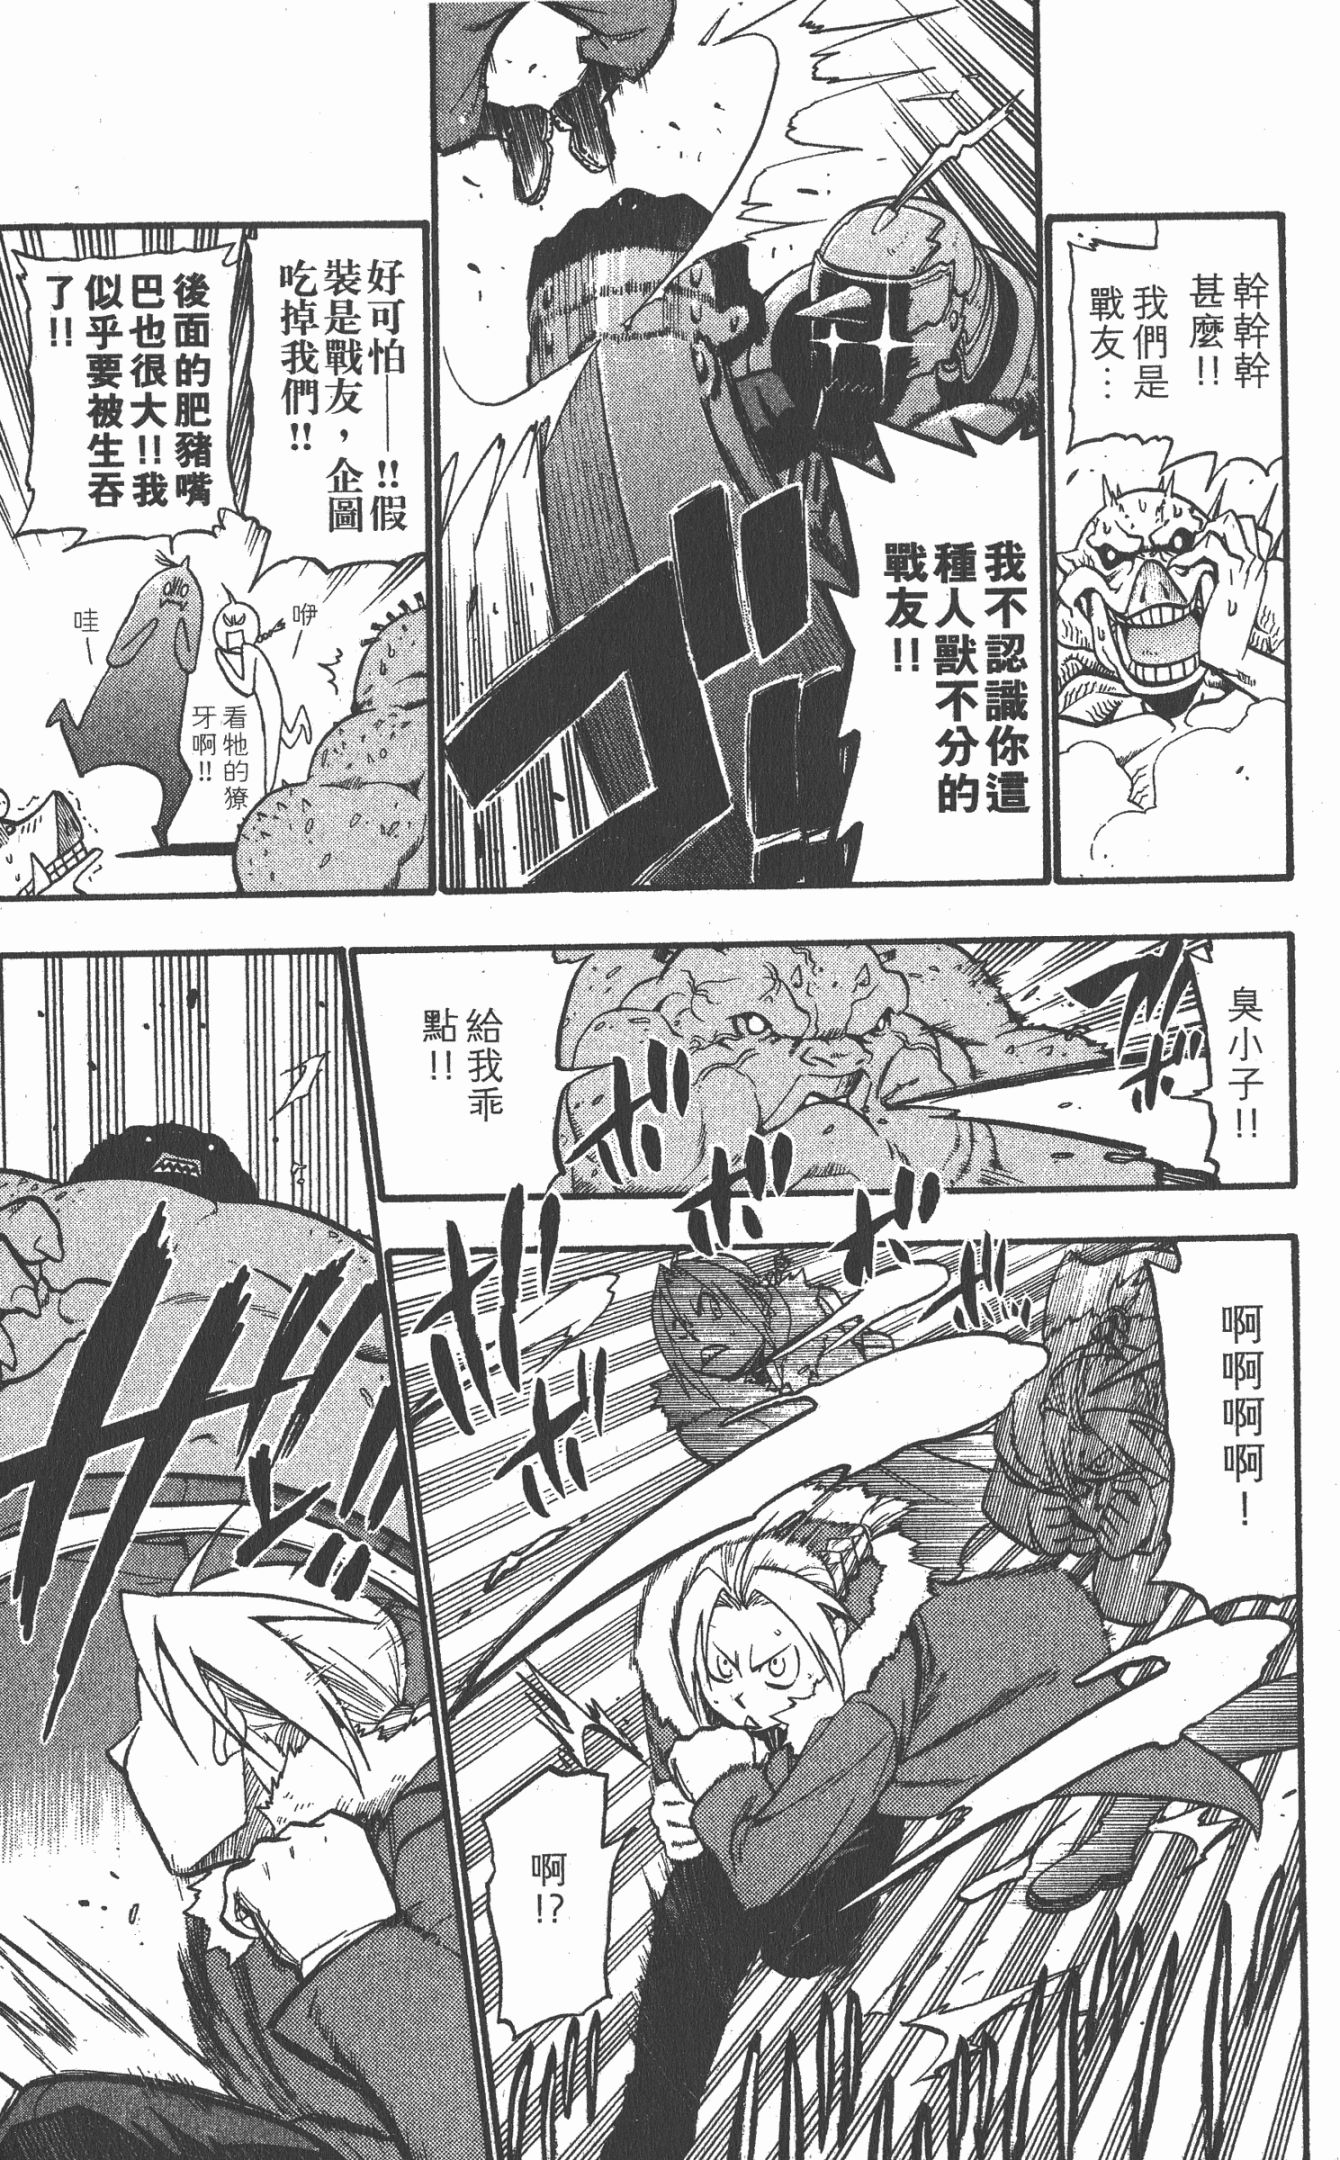 幹幹幹
甚麼!!
我們是
戰友…
我不認識你這
種人獸不分的
戰友!!
好可怕——!!假
裝是戰友，企圖
吃掉我們!!
後面的肥豬嘴
巴也很大!!我
似乎要被生吞
了!!
咿
哇
看牠的獠
牙啊!!
臭小子!!
給我乖
點!!
啊啊啊啊!
啊!?